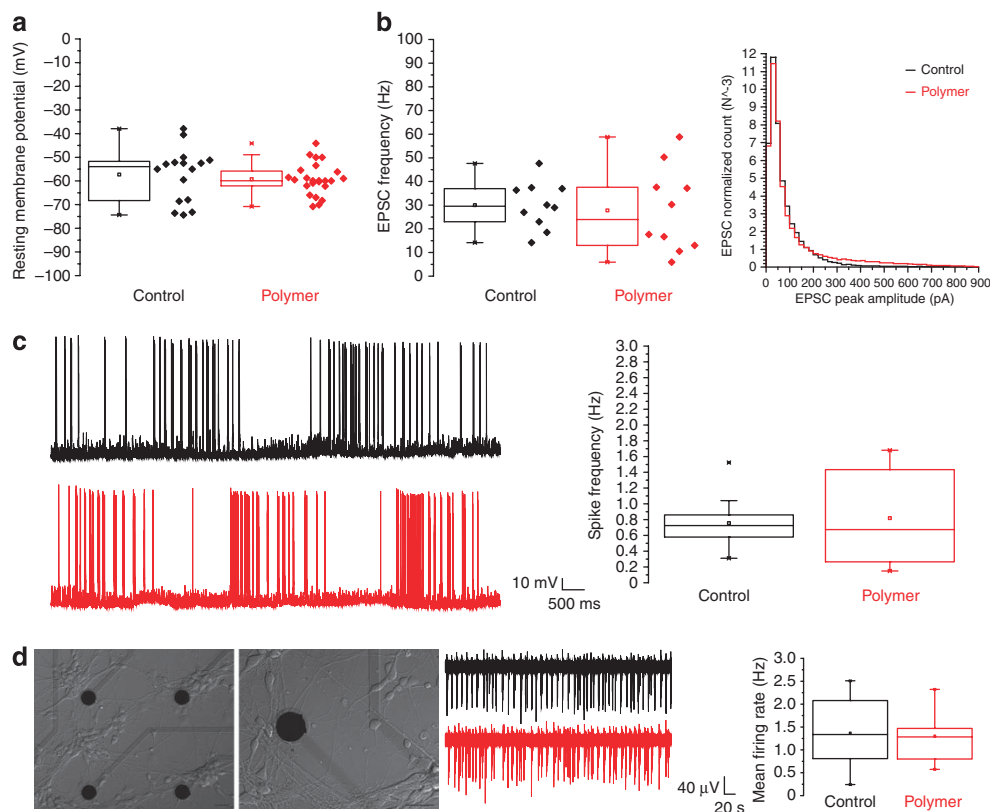 a
Resting membrane potential (mV)
0
−10
−20
−30
−40
−50
−60
−70
−80
−90
−100
Control
Polymer
b
EPSC frequency (Hz)
100
90
80
70
60
50
40
30
20
10
0
Control
Polymer
EPSC normalized count (N^-3)
12
11
10
9
8
7
6
5
4
3
2
1
0
Control
Polymer
0 100 200 300 400 500 600 700 800 900
EPSC peak amplitude (pA)
c
10 mV
500 ms
Spike frequency (Hz)
3.0
2.8
2.6
2.4
2.2
2.0
1.8
1.6
1.4
1.2
1.0
0.8
0.6
0.4
0.2
0
Control
Polymer
d
40 µV
20 s
Mean firing rate (Hz)
3.0
2.5
2.0
1.5
1.0
0.5
0
Control
Polymer